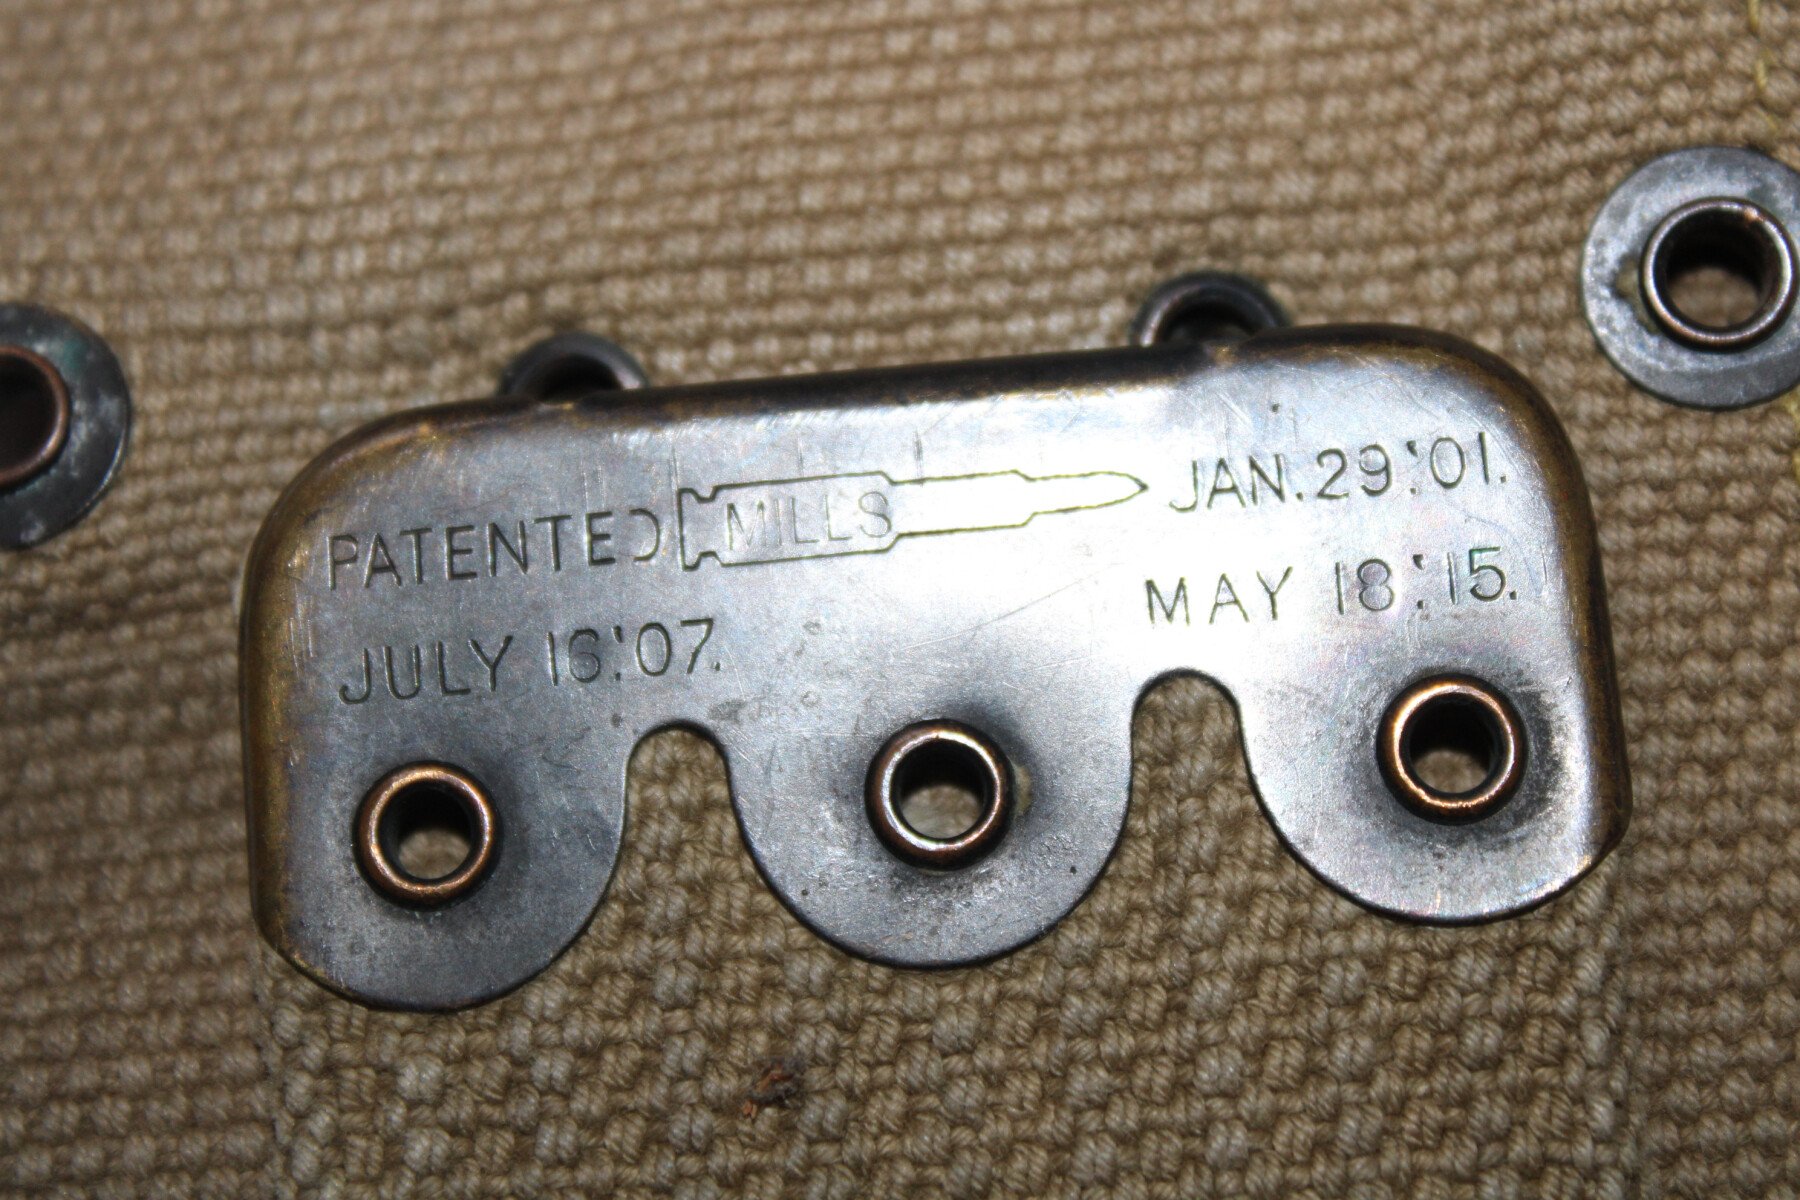 PATENTED MILLS JAN. 29.'01.
JULY 16.'07. MAY 18.'15.